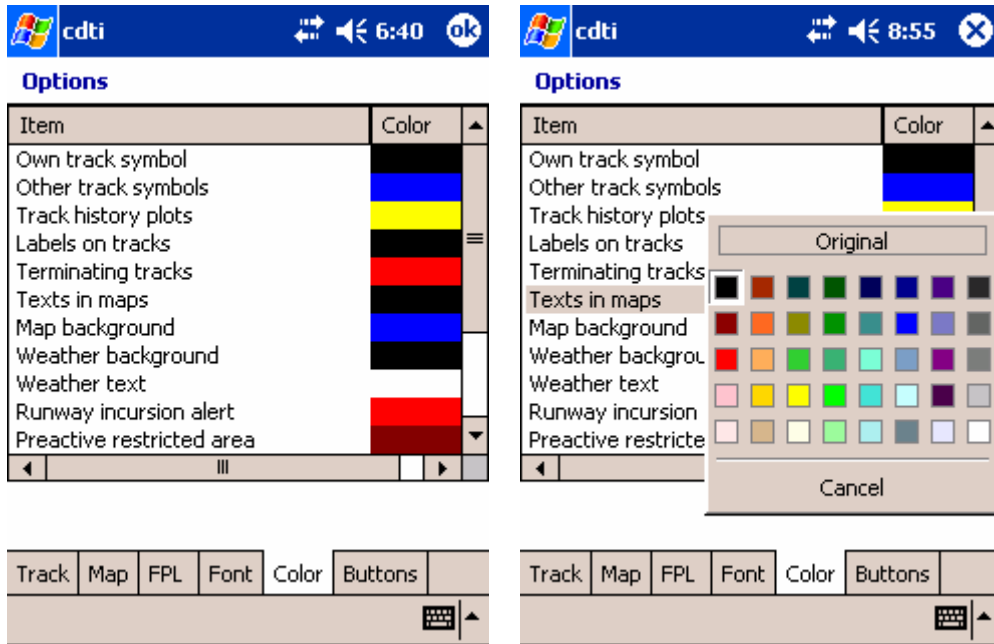 cdti 6:40 ok
Options
Item Color
Own track symbol
Other track symbols
Track history plots
Labels on tracks
Terminating tracks
Texts in maps
Map background
Weather background
Weather text
Runway incursion alert
Preactive restricted area
Track Map FPL Font Color Buttons
cdti 8:55
Options
Item Color
Own track symbol
Other track symbols
Track history plots
Labels on tracks
Terminating tracks
Texts in maps
Map background
Weather backgrou
Weather text
Runway incursion
Preactive restricte
Original
Cancel
Track Map FPL Font Color Buttons